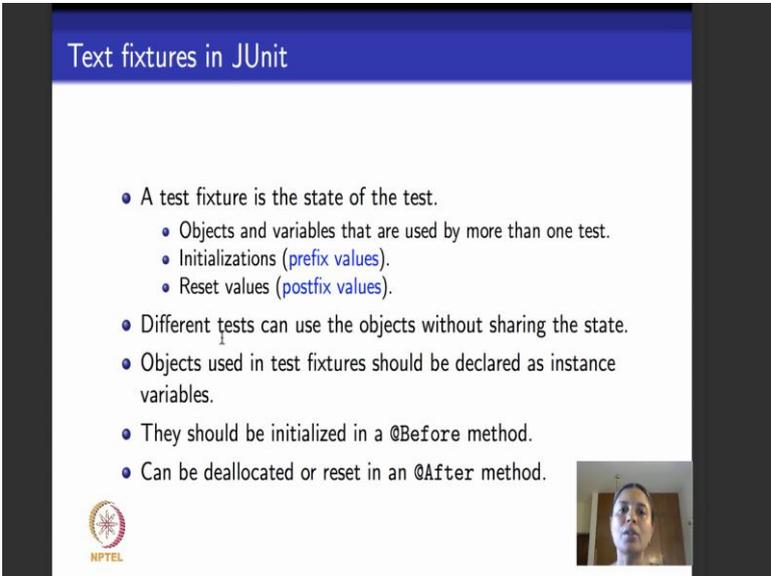 Text fixtures in JUnit
A test fixture is the state of the test.
Objects and variables that are used by more than one test.
Initializations (prefix values).
Reset values (postfix values).
Different tests can use the objects without sharing the state.
Objects used in test fixtures should be declared as instance
variables.
They should be initialized in a @Before method.
Can be deallocated or reset in an @After method.
NPTEL